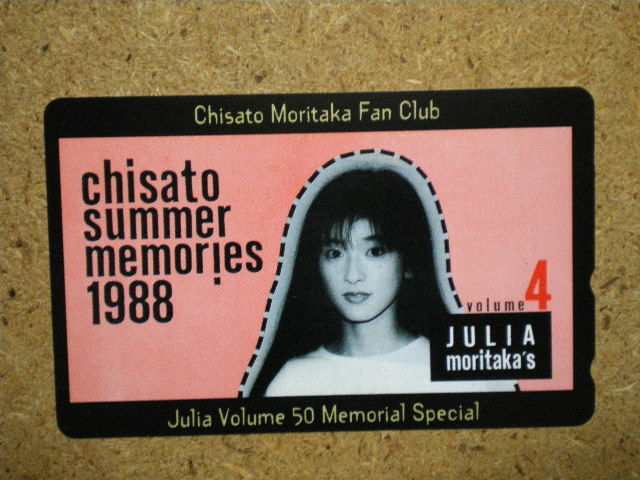 Chisato Moritaka Fan Club
chisato
summer
memories
1988
volume 4
JULIA
moritaka's
Julia Volume 50 Memorial Special